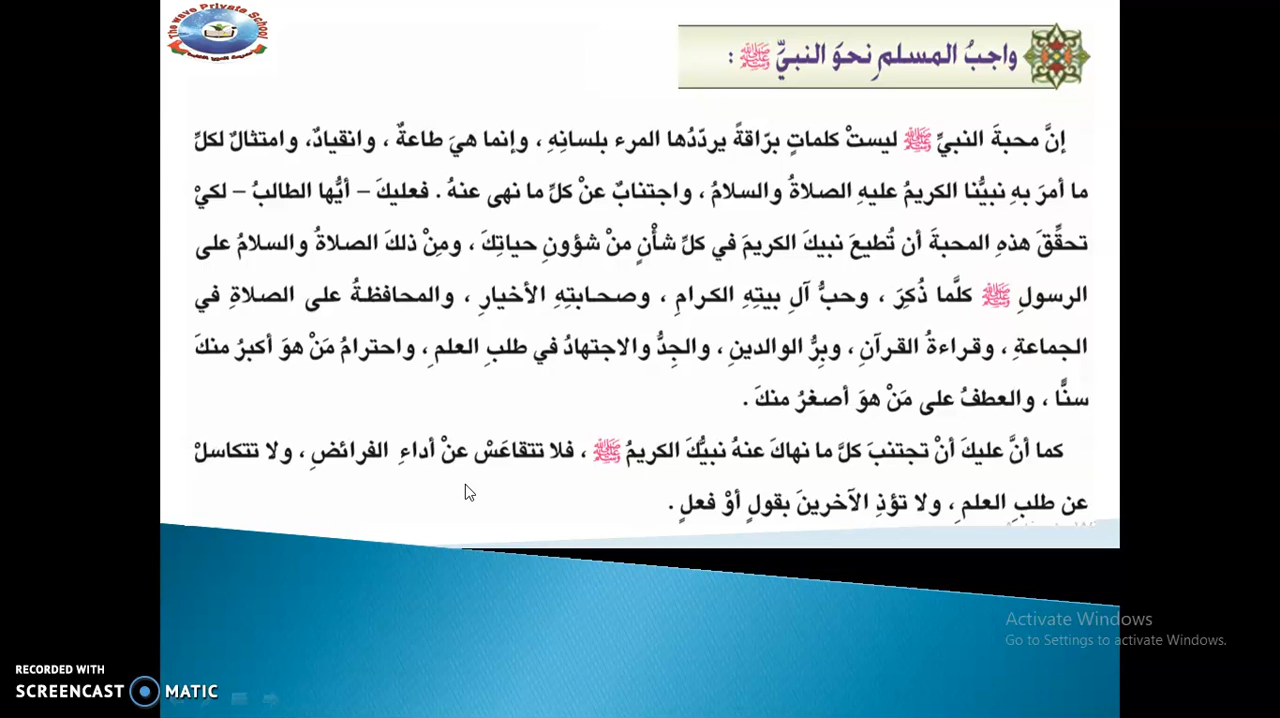 The wave Private School
واجبُ المسلمِ نحوَ النبيِّ ﷺ :
إنَّ محبةَ النبيِّ ﷺ ليستْ كلماتٍ برّاقةً يردّدُها المرء بلسانِهِ ، وإنما هيَ طاعةٌ ، وانقيادٌ، وامتثالٌ لكلِّ
ما أمرَ بهِ نبيُّنا الكريمُ عليهِ الصلاةُ والسلامُ ، واجتنابٌ عنْ كلِّ ما نهى عنهُ . فعليكَ – أيُّها الطالبُ – لكيْ
تحقِّقَ هذهِ المحبةَ أن تُطيعَ نبيكَ الكريمَ في كلِّ شأْنٍ منْ شؤونِ حياتِكَ ، ومِنْ ذلكَ الصلاةُ والسلامُ على
الرسولِ ﷺ كلَّما ذُكِرَ ، وحبُّ آلِ بيتِهِ الكرامِ ، وصحابتِهِ الأخيارِ ، والمحافظةُ على الصلاةِ في
الجماعةِ ، وقراءةُ القرآنِ ، وبِرُّ الوالدينِ ، والجِدُّ والاجتهادُ في طلبِ العلمِ ، واحترامُ مَنْ هوَ أكبرُ منكَ
سنًّا ، والعطفُ على مَنْ هوَ أصغرُ منكَ .
كما أنَّ عليكَ أنْ تجتنبَ كلَّ ما نهاكَ عنهُ نبيُّكَ الكريمُ ﷺ ، فلا تتقاعَسْ عنْ أداءِ الفرائضِ ، ولا تتكاسلْ
عن طلبِ العلمِ ، ولا تؤذِ الآخرينَ بقولٍ أوْ فعلٍ .
Activate Windows
Go to Settings to activate Windows.
RECORDED WITH
SCREENCAST MATIC